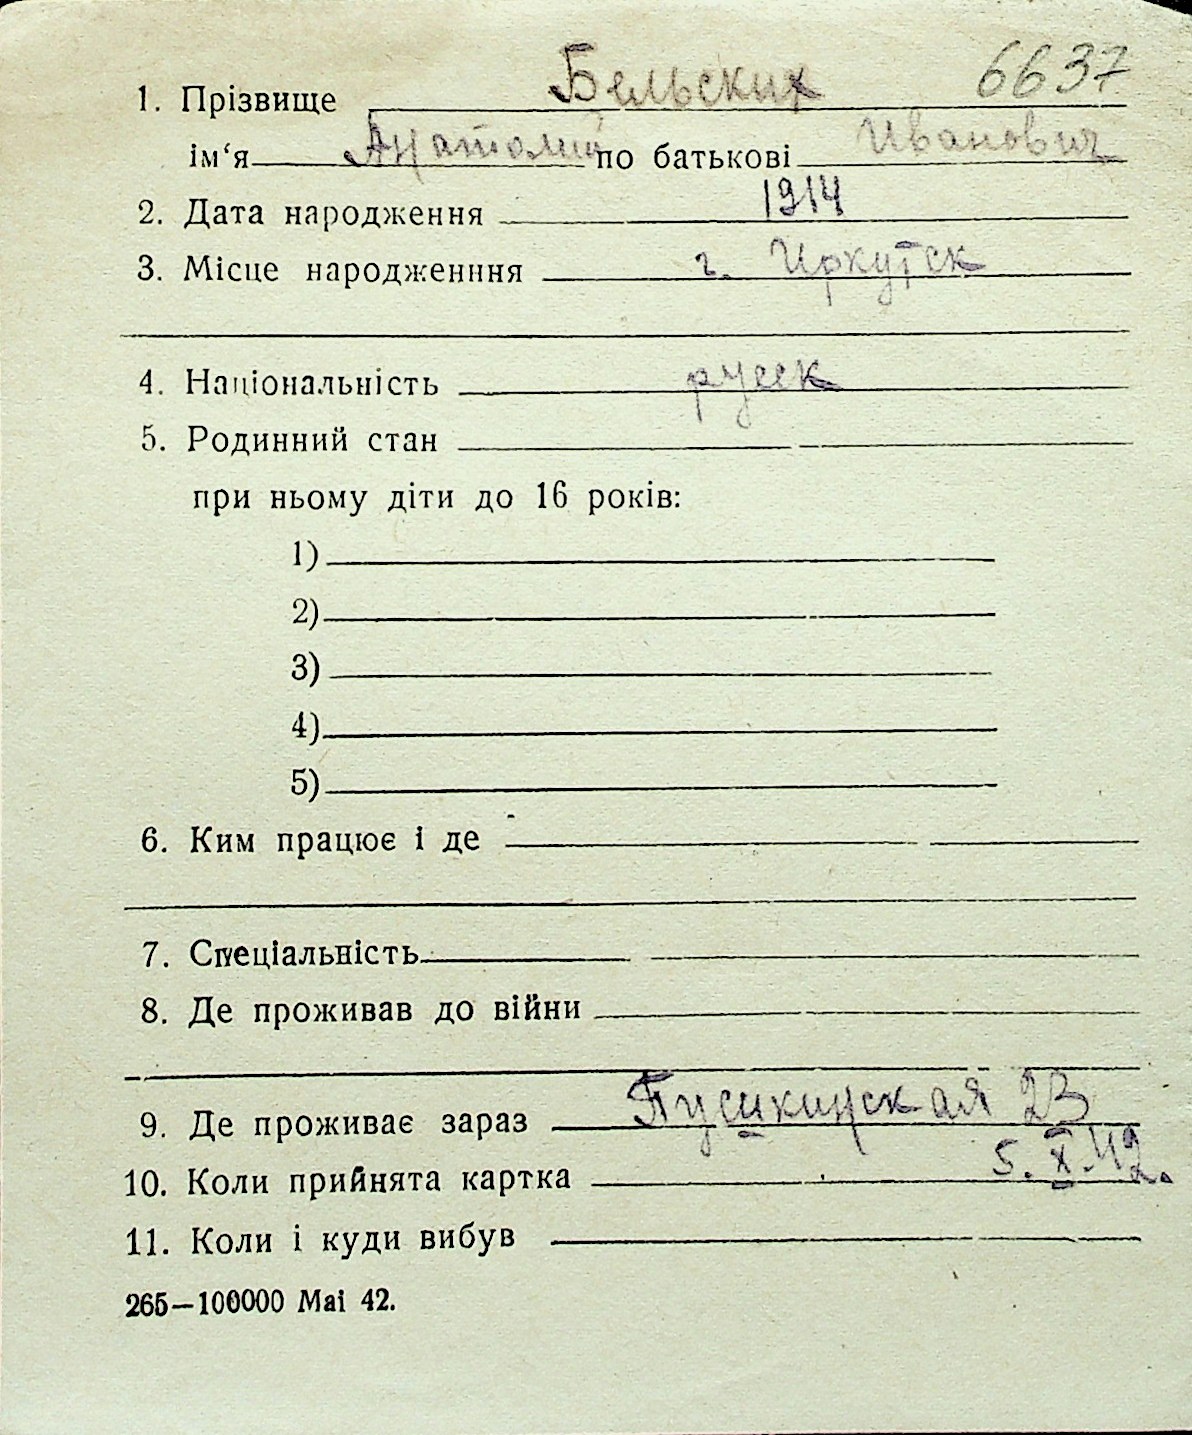 1. Прізвище Бельских 6637
ім‘я Анатолий по батькові Иванович
2. Дата народження 1914
3. Місце народженння г. Иркутск
4. Національність русск
5. Родинний стан
при ньому діти до 16 років:
1)
2)
3)
4)
5)
6. Ким працює і де
7. Спеціальність
8. Де проживав до війни
9. Де проживає зараз Пушкинская 23
10. Коли прийнята картка 5.X.42.
11. Коли і куди вибув
265—100000 Mai 42.